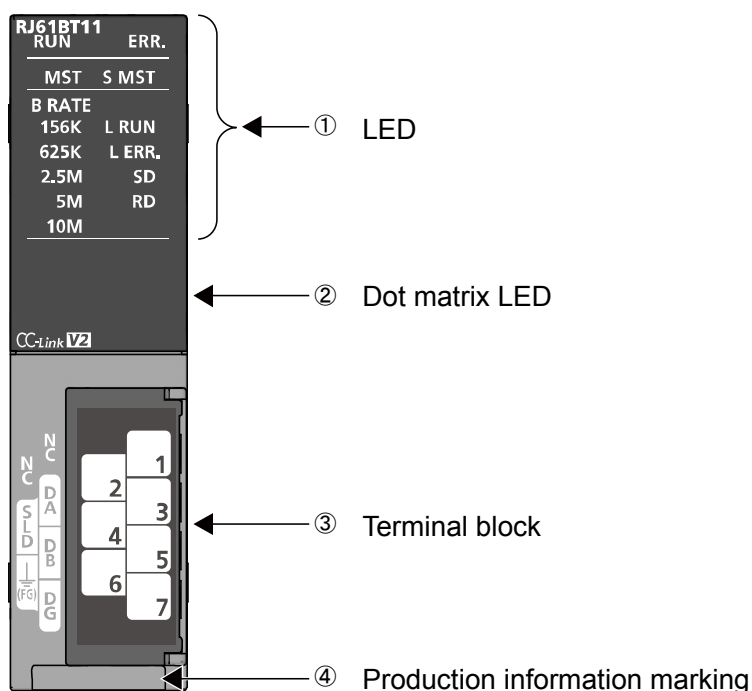 RJ61BT11
RUN ERR.
MST S MST
B RATE
156K L RUN
625K L ERR.
2.5M SD
5M RD
10M
① LED
② Dot matrix LED
CC-Link V2
NC
NC
DA
SLD
DB
(FG)
DG
1
2
3
4
5
6
7
③ Terminal block
④ Production information marking